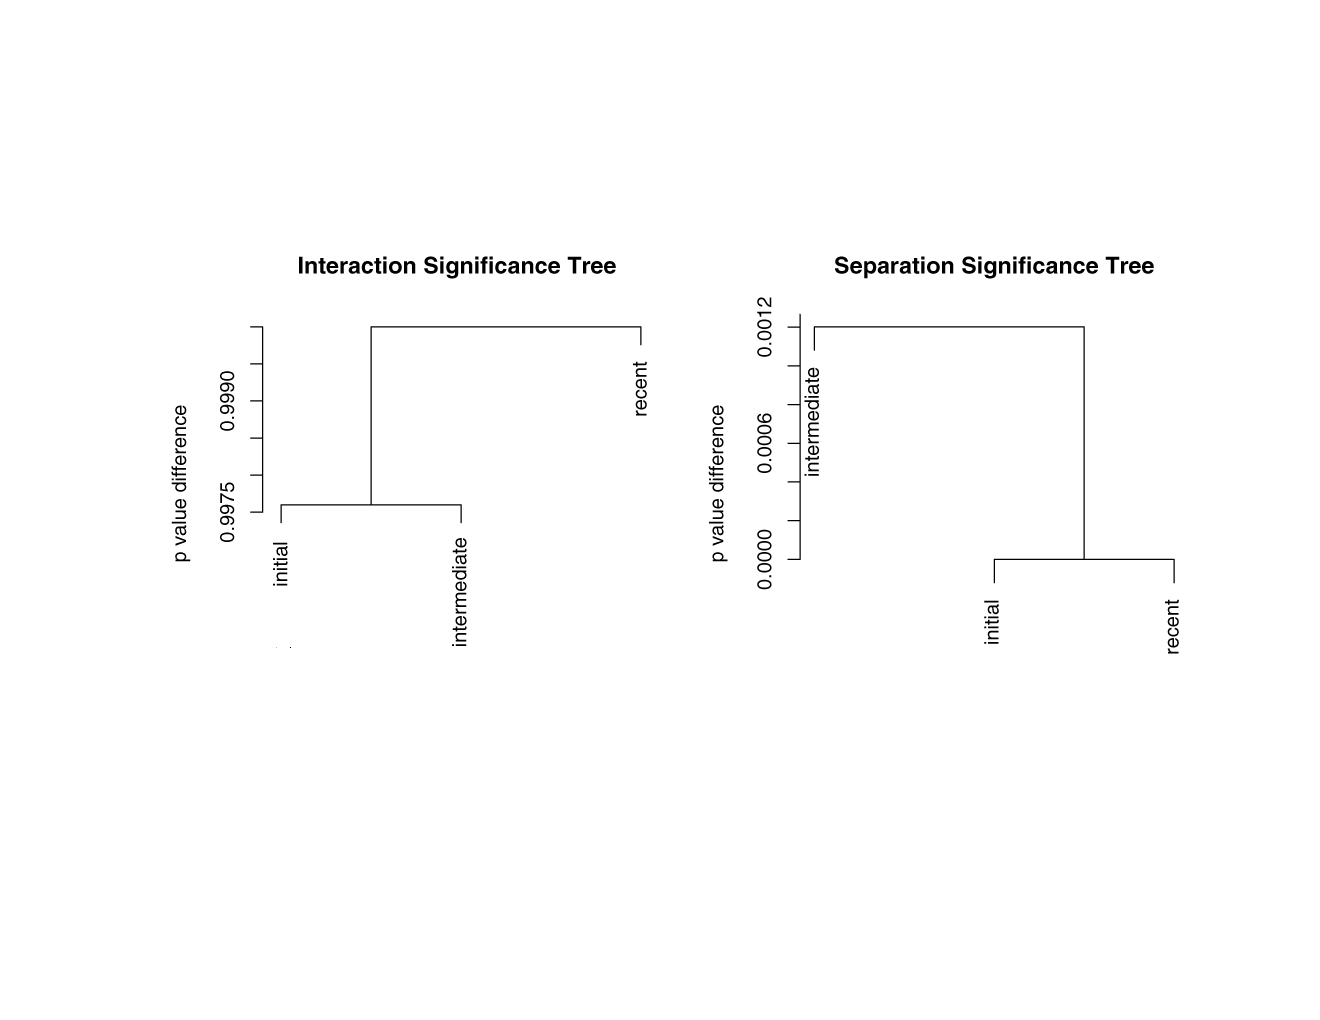 Interaction Significance Tree
p value difference
0.9990
0.9975
initial
intermediate
recent
Separation Significance Tree
p value difference
0.0012
0.0006
0.0000
intermediate
initial
recent